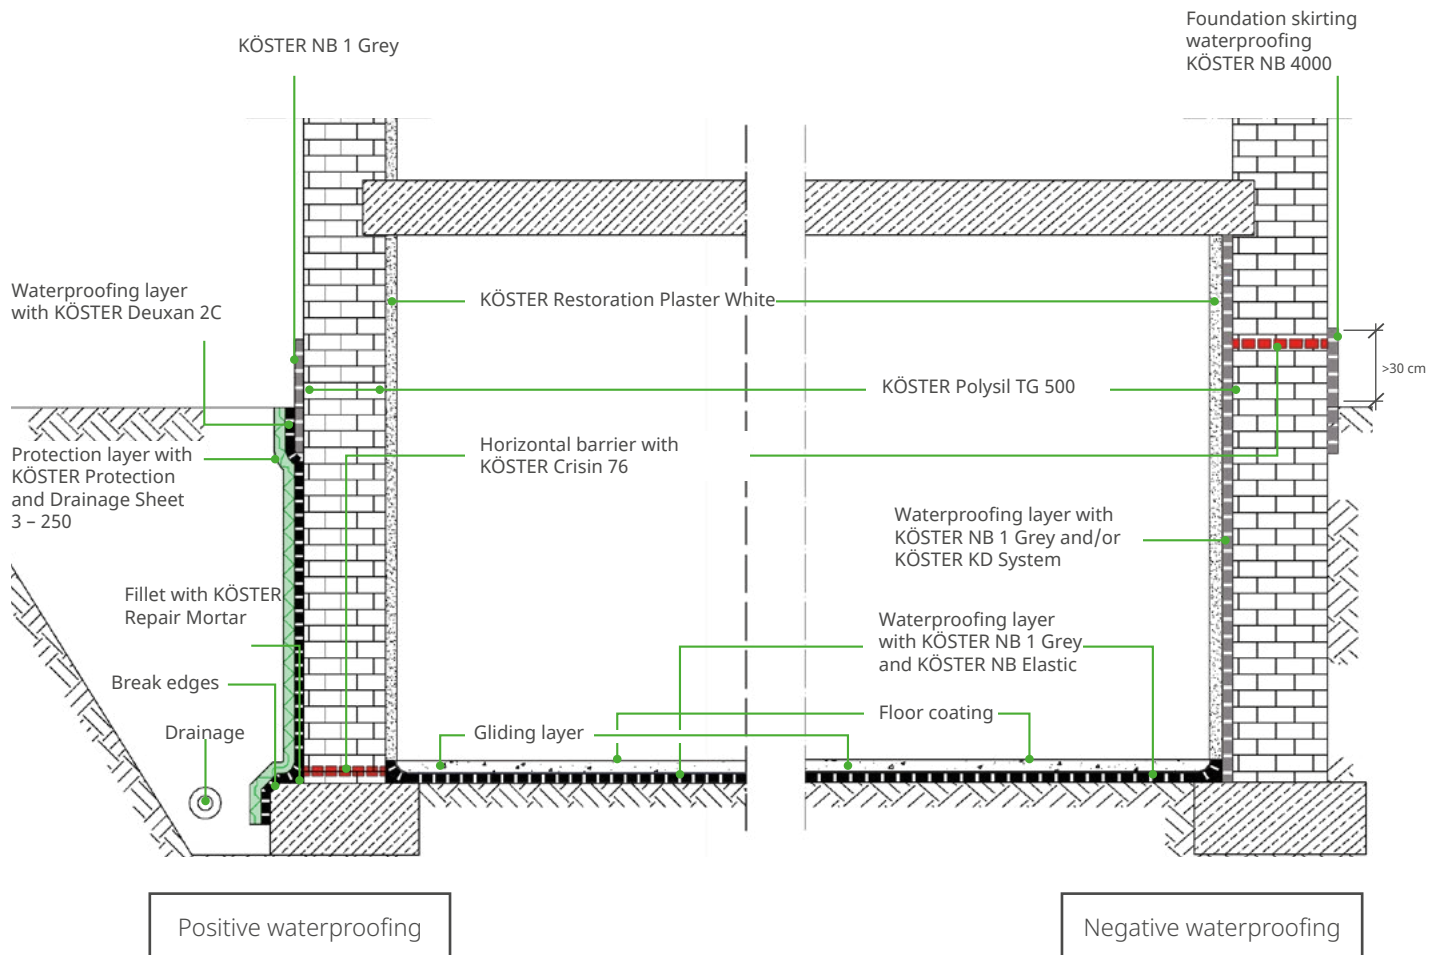 KÖSTER NB 1 Grey
Foundation skirting
waterproofing
KÖSTER NB 4000
Waterproofing layer
with KÖSTER Deuxan 2C
KÖSTER Restoration Plaster White
>30 cm
KÖSTER Polysil TG 500
Protection layer with
KÖSTER Protection
and Drainage Sheet
3 – 250
Horizontal barrier with
KÖSTER Crisin 76
Waterproofing layer with
KÖSTER NB 1 Grey and/or
KÖSTER KD System
Fillet with KÖSTER
Repair Mortar
Waterproofing layer
with KÖSTER NB 1 Grey
and KÖSTER NB Elastic
Break edges
Floor coating
Drainage
Gliding layer
Positive waterproofing
Negative waterproofing